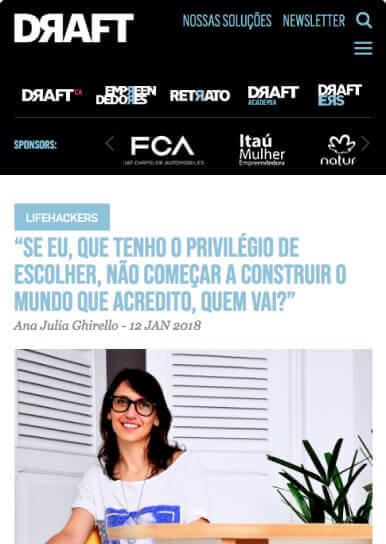 DRAFT
NOSSAS SOLUÇÕES NEWSLETTER
DRAFT
EMPREENDEDORES
RETRATO
DRAFT
ACADEMIA
DRAFT
ERS
SPONSORS:
FCA
FIAT CHRYSLER AUTOMOBILES
Itaú
Mulher
Empreendedora
natur
LIFEHACKERS
“SE EU, QUE TENHO O PRIVILÉGIO DE
ESCOLHER, NÃO COMEÇAR A CONSTRUIR O
MUNDO QUE ACREDITO, QUEM VAI?”
Ana Julia Ghirello - 12 JAN 2018